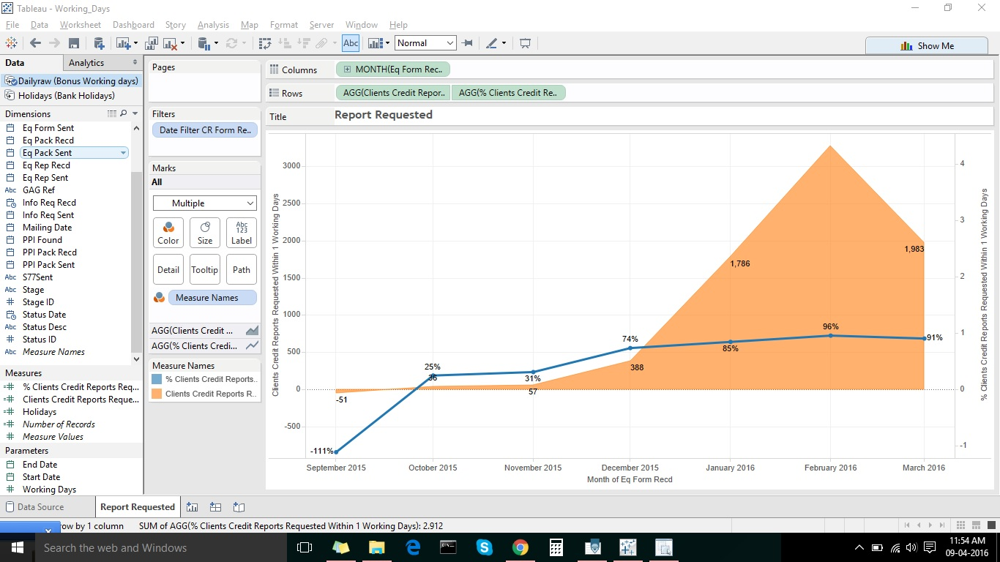 Tableau - Working_Days
File Data Worksheet Dashboard Story Analysis Map Format Server Window Help
Abc Normal Show Me
Data Analytics
Dailyraw (Bonus Working days)
Holidays (Bank Holidays)
Dimensions
Eq Form Sent
Eq Pack Recd
Eq Pack Sent
Eq Rep Recd
Eq Rep Sent
Abc GAG Ref
Info Req Recd
Info Req Sent
Mailing Date
PPI Found
PPI Pack Recd
PPI Pack Sent
Abc S77Sent
Abc Stage
# Stage ID
Status Date
Abc Status Desc
# Status ID
Abc Measure Names
Measures
=# % Clients Credit Reports Req...
=# Clients Credit Reports Reque...
=# Holidays
=# Number of Records
# Measure Values
Parameters
End Date
Start Date
# Working Days
Pages
Filters
Date Filter CR Form Re..
Marks
All
Multiple
Color Size Abc 123 Label
Detail Tooltip Path
Measure Names
AGG(Clients Credit ...
AGG(% Clients Credi...
Measure Names
% Clients Credit Reports..
Clients Credit Reports R..
Columns MONTH(Eq Form Rec..
Rows AGG(Clients Credit Repor.. AGG(% Clients Credit Re..
Title Report Requested
Clients Credit Reports Requested Within 1 Working Days
3000
2500
2000
1500
1000
500
0
-500
-111%
-51
25%
36
31%
57
74%
388
1,786
85%
96%
1,983
91%
4
3
2
1
0
-1
% Clients Credit Reports Requested Within 1 Working Days
September 2015 October 2015 November 2015 December 2015 January 2016 February 2016 March 2016
Month of Eq Form Recd
Data Source Report Requested
row by 1 column SUM of AGG(% Clients Credit Reports Requested Within 1 Working Days): 2.912
Search the web and Windows
11:54 AM
09-04-2016